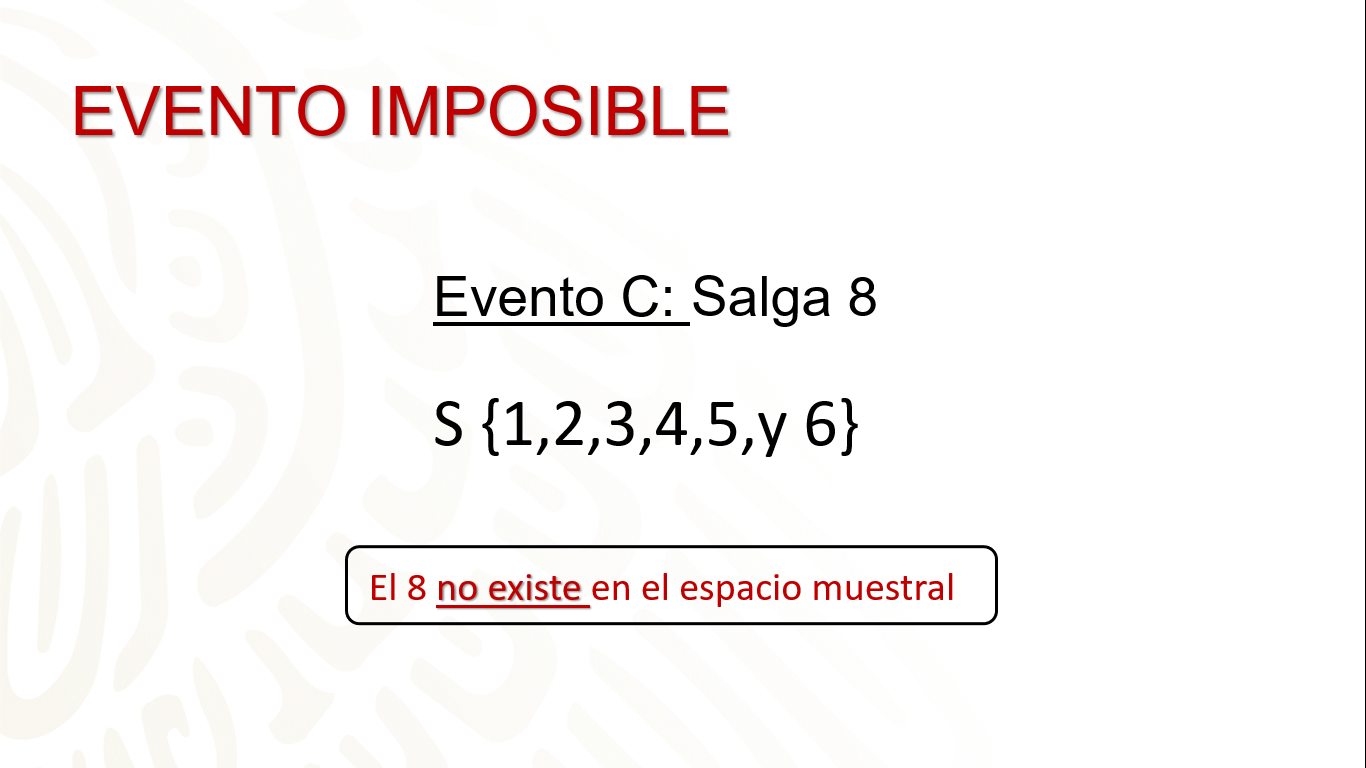 EVENTO IMPOSIBLE
Evento C: Salga 8
S {1,2,3,4,5,y 6}
El 8 no existe en el espacio muestral